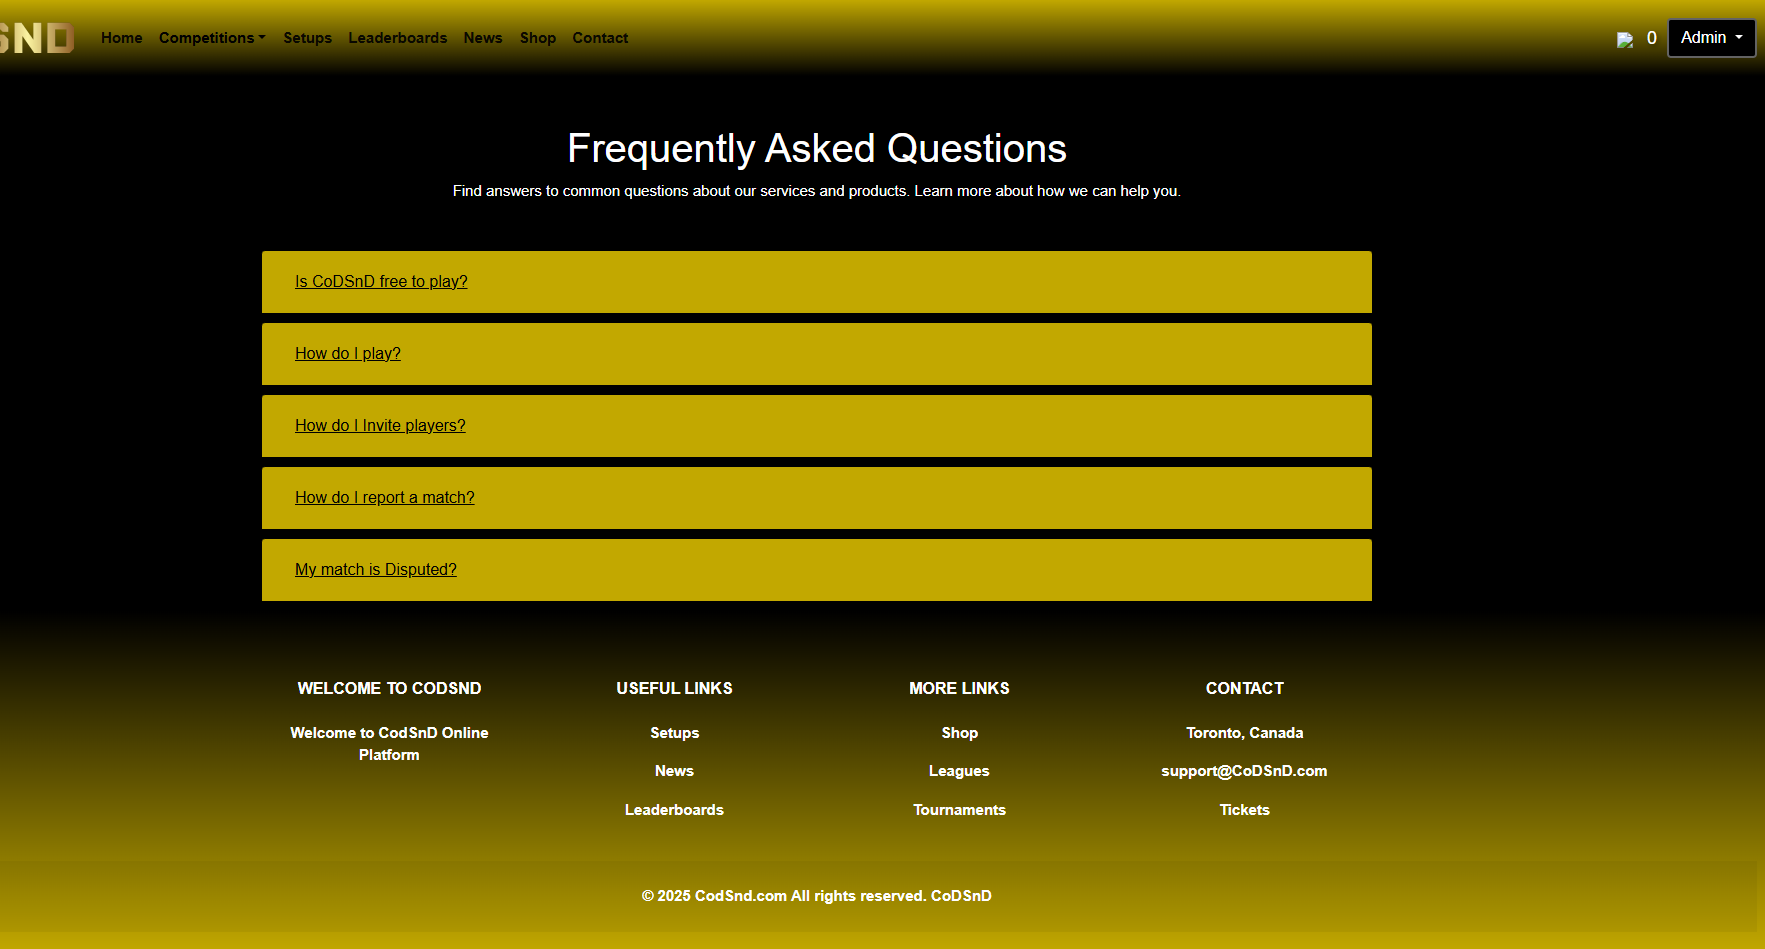 SND
Home Competitions Setups Leaderboards News Shop Contact 0 Admin
Frequently Asked Questions
Find answers to common questions about our services and products. Learn more about how we can help you.
Is CoDSnD free to play?
How do I play?
How do I Invite players?
How do I report a match?
My match is Disputed?
WELCOME TO CODSND
Welcome to CodSnD Online
Platform
USEFUL LINKS
Setups
News
Leaderboards
MORE LINKS
Shop
Leagues
Tournaments
CONTACT
Toronto, Canada
support@CoDSnD.com
Tickets
© 2025 CodSnd.com All rights reserved. CoDSnD